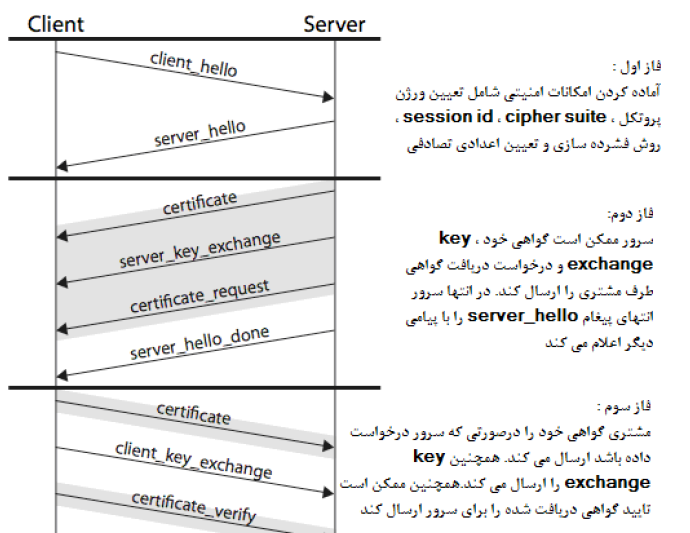 Client Server
client_hello
server_hello
certificate
server_key_exchange
certificate_request
server_hello_done
certificate
client_key_exchange
certificate_verify
فاز اول :
آماده کردن امکانات امنیتی شامل تعیین ورژن
پروتکل ، session id ، cipher suite ،
روش فشرده سازی و تعیین اعدادی تصادفی
فاز دوم:
سرور ممکن است گواهی خود ، key
exchange و درخواست دریافت گواهی
طرف مشتری را ارسال کند. در انتها سرور
انتهای پیغام server_hello را با پیامی
دیگر اعلام می کند
فاز سوم :
مشتری گواهی خود را درصورتی که سرور درخواست
داده باشد ارسال می کند. همچنین key
exchange را ارسال می کند.همچنین ممکن است
تایید گواهی دریافت شده را برای سرور ارسال کند